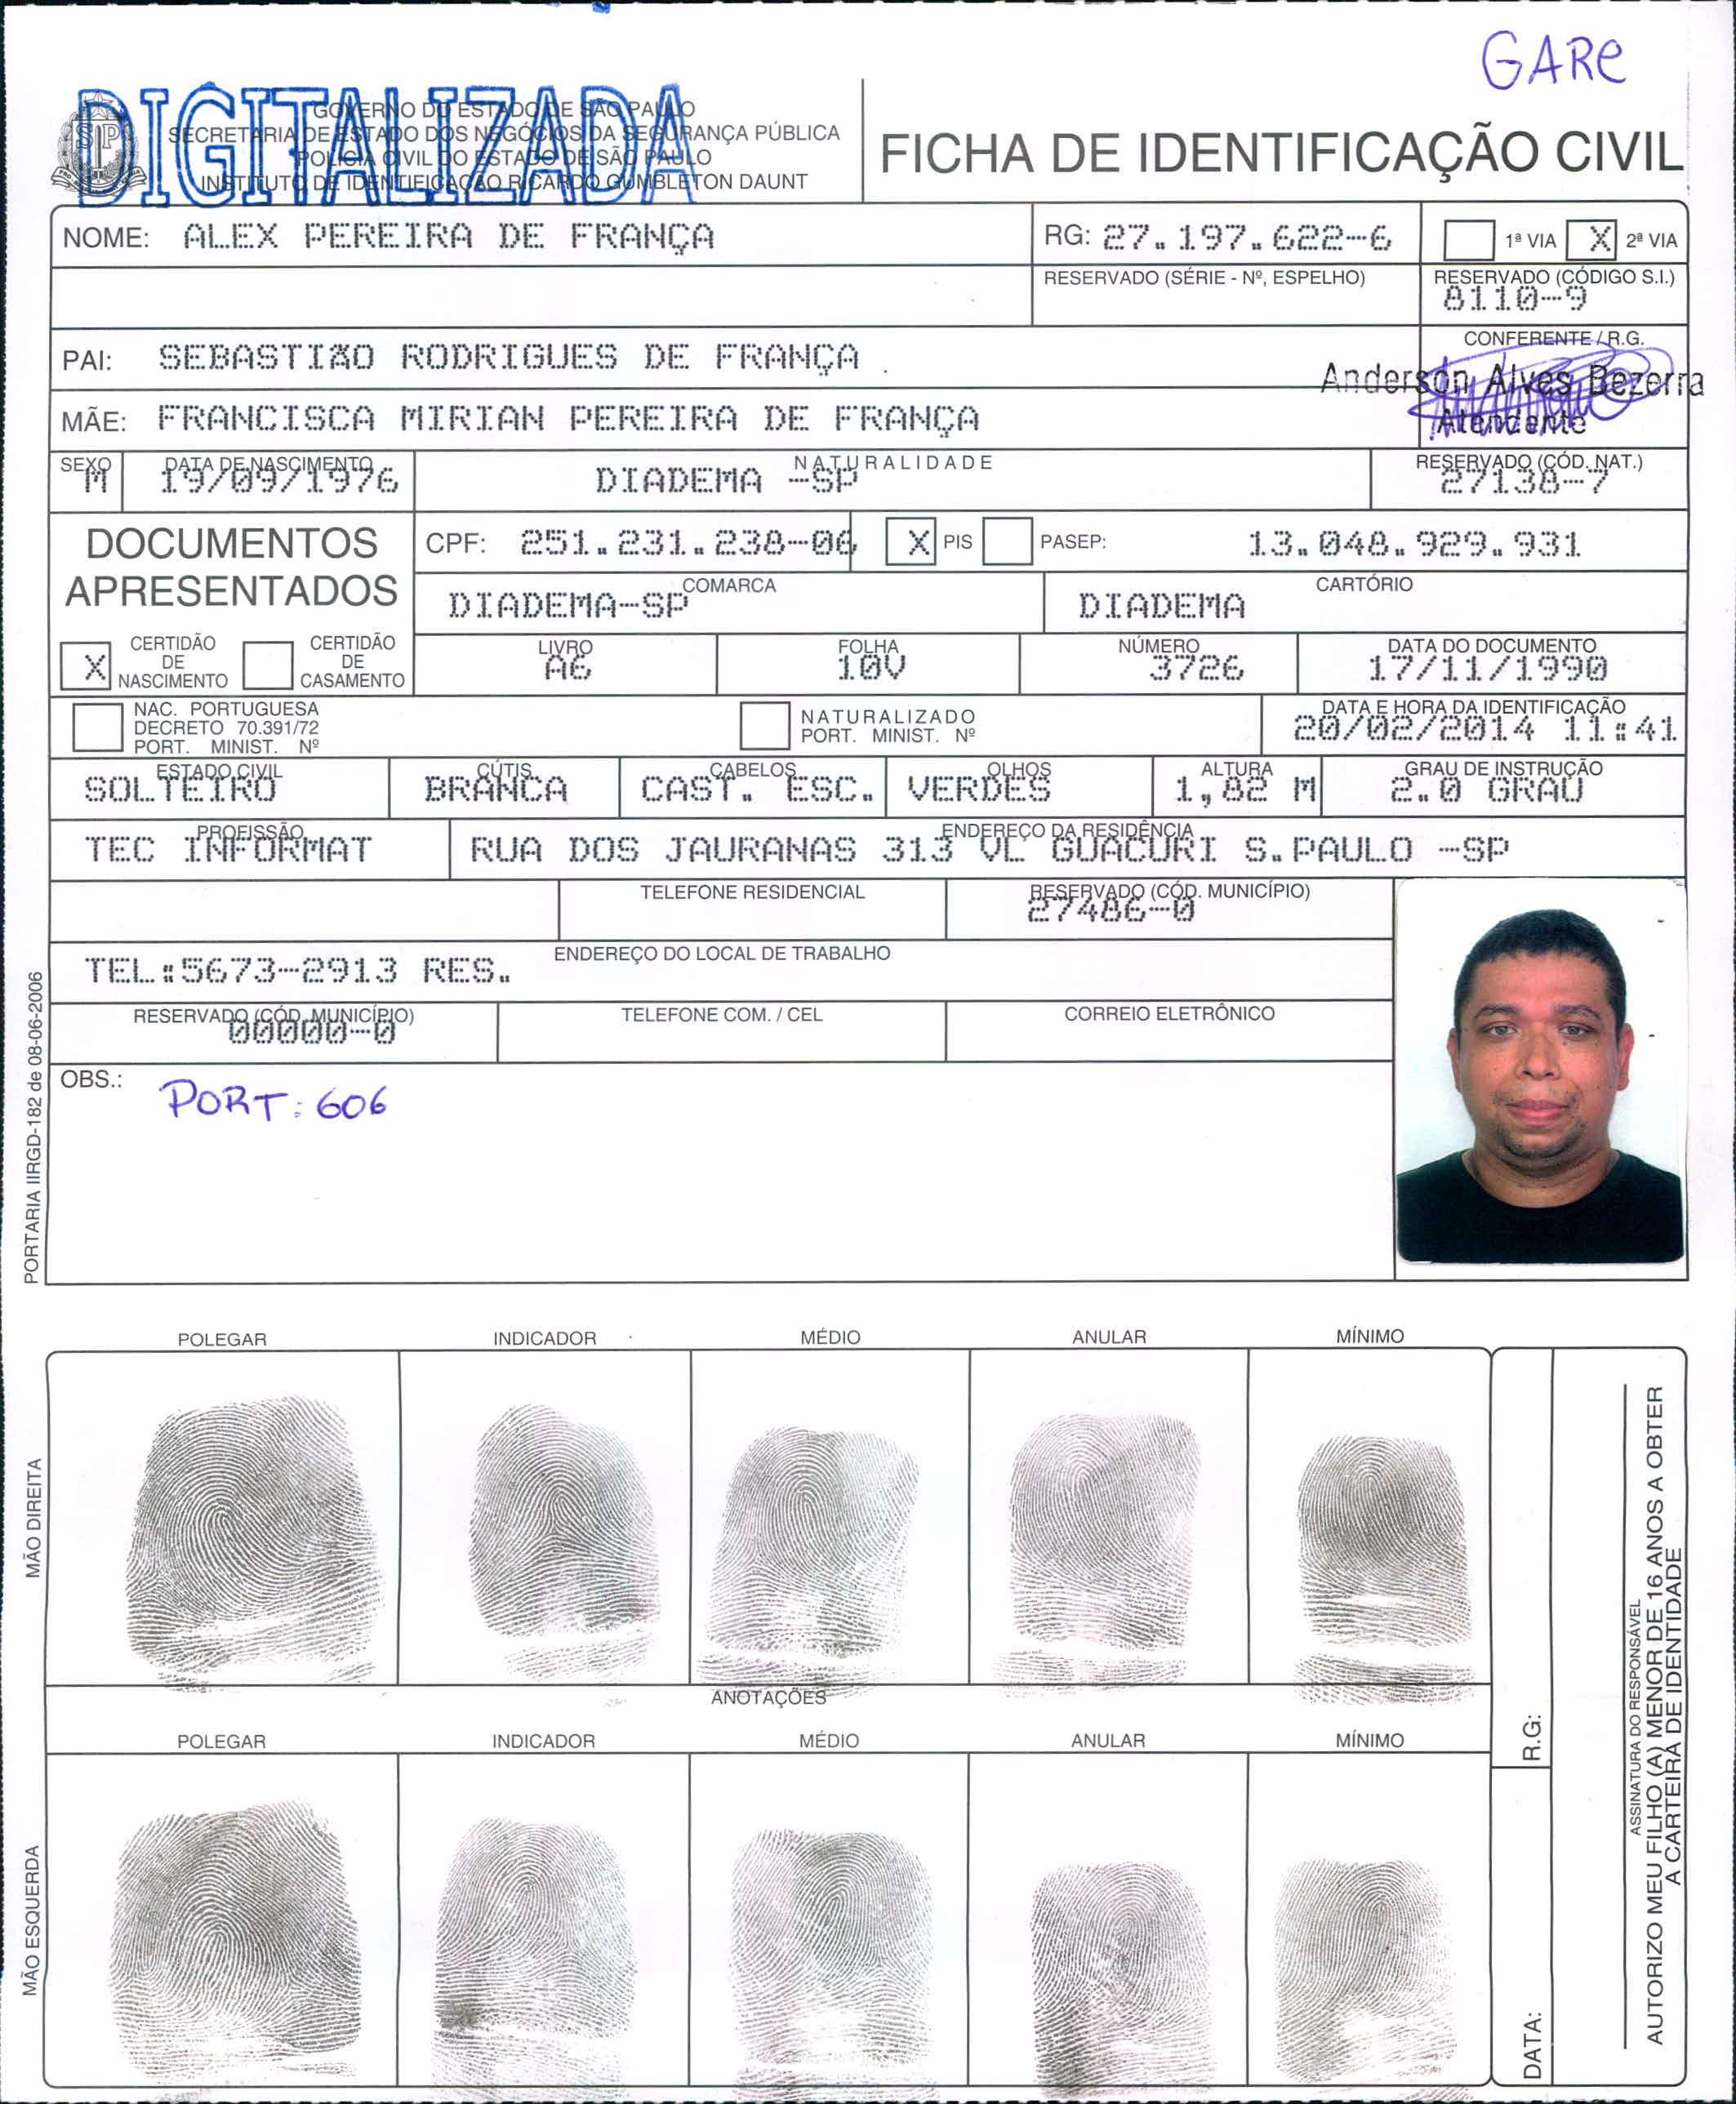 GARE
DIGITALIZADA
GOVERNO DO ESTADO DE SÃO PAULO
SECRETARIA DE ESTADO DOS NEGÓCIOS DA SEGURANÇA PÚBLICA
POLÍCIA CIVIL DO ESTADO DE SÃO PAULO
INSTITUTO DE IDENTIFICAÇÃO RICARDO GUMBLETON DAUNT
SP
FICHA DE IDENTIFICAÇÃO CIVIL
NOME: ALEX PEREIRA DE FRANÇA
RG: 27.197.622-6
1ª VIA X 2ª VIA
RESERVADO (SÉRIE - Nº, ESPELHO)
RESERVADO (CÓDIGO S.I.)
8110-9
PAI: SEBASTIÃO RODRIGUES DE FRANÇA
CONFERENTE / R.G.
Anderson Alves Bezerra
Atendente
MÃE: FRANCISCA MIRIAN PEREIRA DE FRANÇA
SEXO
M
DATA DE NASCIMENTO
19/09/1976
NATURALIDADE
DIADEMA -SP
RESERVADO (CÓD. NAT.)
27138-7
DOCUMENTOS
APRESENTADOS
CPF: 251.231.238-06
X PIS
PASEP: 13.048.929.931
COMARCA
DIADEMA-SP
CARTÓRIO
DIADEMA
X CERTIDÃO
DE
NASCIMENTO
CERTIDÃO
DE
CASAMENTO
LIVRO
A6
FOLHA
10V
NÚMERO
3726
DATA DO DOCUMENTO
17/11/1990
NAC. PORTUGUESA
DECRETO 70.391/72
PORT. MINIST. Nº
NATURALIZADO
PORT. MINIST. Nº
DATA E HORA DA IDENTIFICAÇÃO
20/02/2014 11:41
ESTADO CIVIL
SOLTEIRO
CÚTIS
BRANCA
CABELOS
CAST. ESC.
OLHOS
VERDES
ALTURA
1,82 M
GRAU DE INSTRUÇÃO
2.0 GRAU
PROFISSÃO
TEC INFORMAT
ENDEREÇO DA RESIDÊNCIA
RUA DOS JAURANAS 313 VL GUACURI S.PAULO -SP
TELEFONE RESIDENCIAL
RESERVADO (CÓD. MUNICÍPIO)
27486-0
ENDEREÇO DO LOCAL DE TRABALHO
TEL:5673-2913 RES.
RESERVADO (CÓD. MUNICÍPIO)
00000-0
TELEFONE COM. / CEL
CORREIO ELETRÔNICO
OBS.:
PORT: 606
PORTARIA IIRGD-182 de 08-06-2006
POLEGAR INDICADOR MÉDIO ANULAR MÍNIMO
MÃO DIREITA
ANOTAÇÕES
POLEGAR INDICADOR MÉDIO ANULAR MÍNIMO
MÃO ESQUERDA
R.G:
DATA:
ASSINATURA DO RESPONSÁVEL
AUTORIZO MEU FILHO (A) MENOR DE 16 ANOS A OBTER
A CARTEIRA DE IDENTIDADE